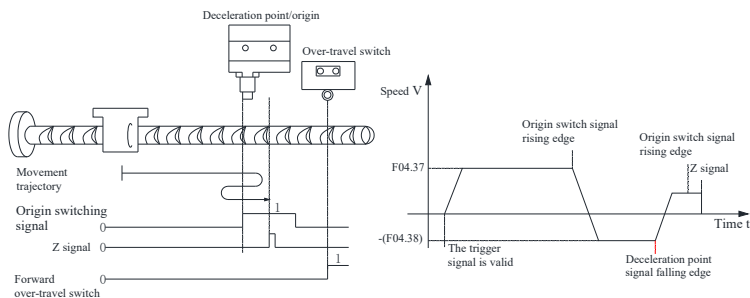 Deceleration point/origin
Over-travel switch
Movement
trajectory
Origin switching
signal
0
1
Z signal
0
Forward
over-travel switch
0
1
Speed V
F04.37
-(F04.38)
Origin switch signal
rising edge
Origin switch signal
rising edge
Z signal
Time t
The trigger
signal is valid
Deceleration point
signal falling edge